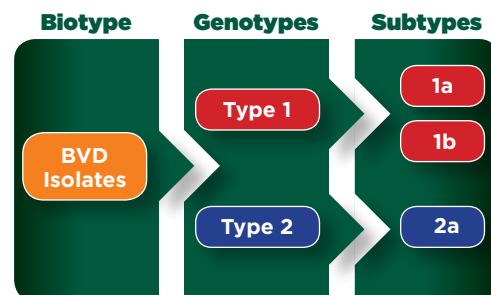 Biotype
Genotypes
Subtypes
BVD
Isolates
Type 1
Type 2
1a
1b
2a